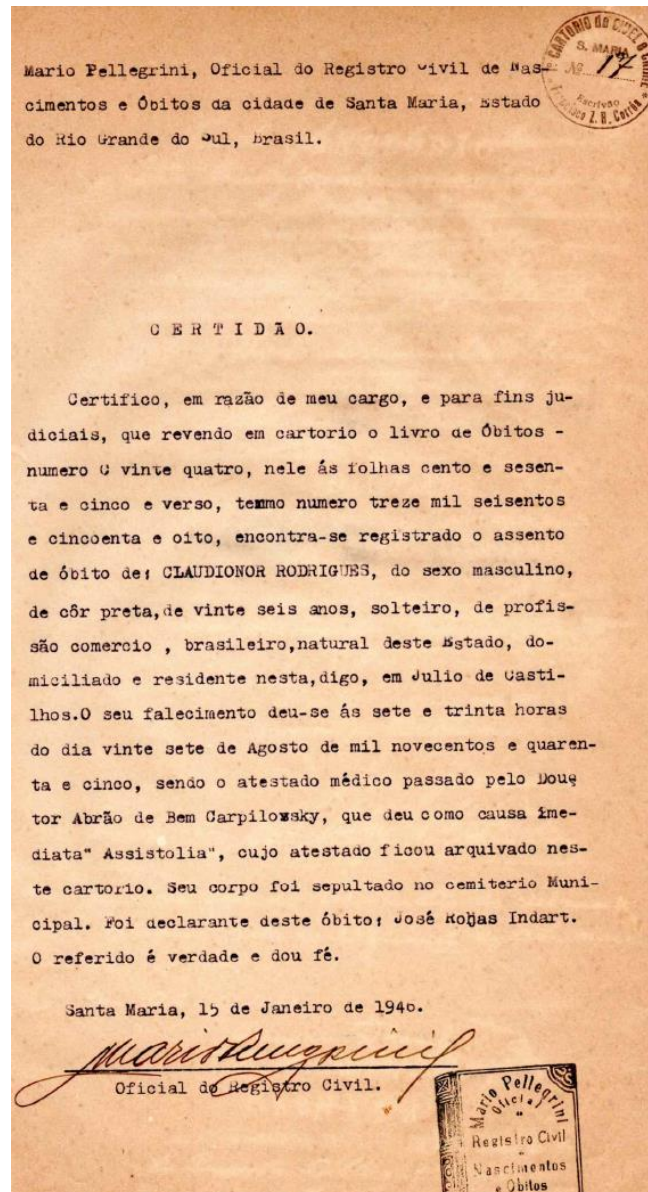 CARTORIO DO CIVEL E CRIME
S. MARIA
Nº 17
Escrivão
Francisco Z. R. Corrêa
Mario Pellegrini, Oficial do Registro Civil de Nas-
cimentos e Óbitos da cidade de Santa Maria, Estado
do Rio Grande do Sul, Brasil.
C E R T I D Ã O.
Certifico, em razão de meu cargo, e para fins ju-
diciais, que revendo em cartorio o livro de Óbitos -
numero C vinte quatro, nele ás folhas cento e sesen-
ta e cinco e verso, temmo numero treze mil seisentos
e cincoenta e oito, encontra-se registrado o assento
de óbito de: CLAUDIONOR RODRIGUES, do sexo masculino,
de côr preta,de vinte seis anos, solteiro, de profis-
são comercio , brasileiro,natural deste Estado, do-
miciliado e residente nesta,digo, em Julio de Casti-
lhos.O seu falecimento deu-se ás sete e trinta horas
do dia vinte sete de Agosto de mil novecentos e quaren-
ta e cinco, sendo o atestado médico passado pelo Dou
tor Abrão de Bem Carpilowsky, que deu como causa ime-
diata" Assistolia", cujo atestado ficou arquivado nes-
te cartorio. Seu corpo foi sepultado no cemiterio Muni-
cipal. Foi declarante deste óbito: José Rojas Indart.
O referido é verdade e dou fé.
Santa Maria, 15 de Janeiro de 1946.
Oficial do Registro Civil.
Mario Pellegrini
Oficial
Registro Civil
Nascimentos
e Óbitos